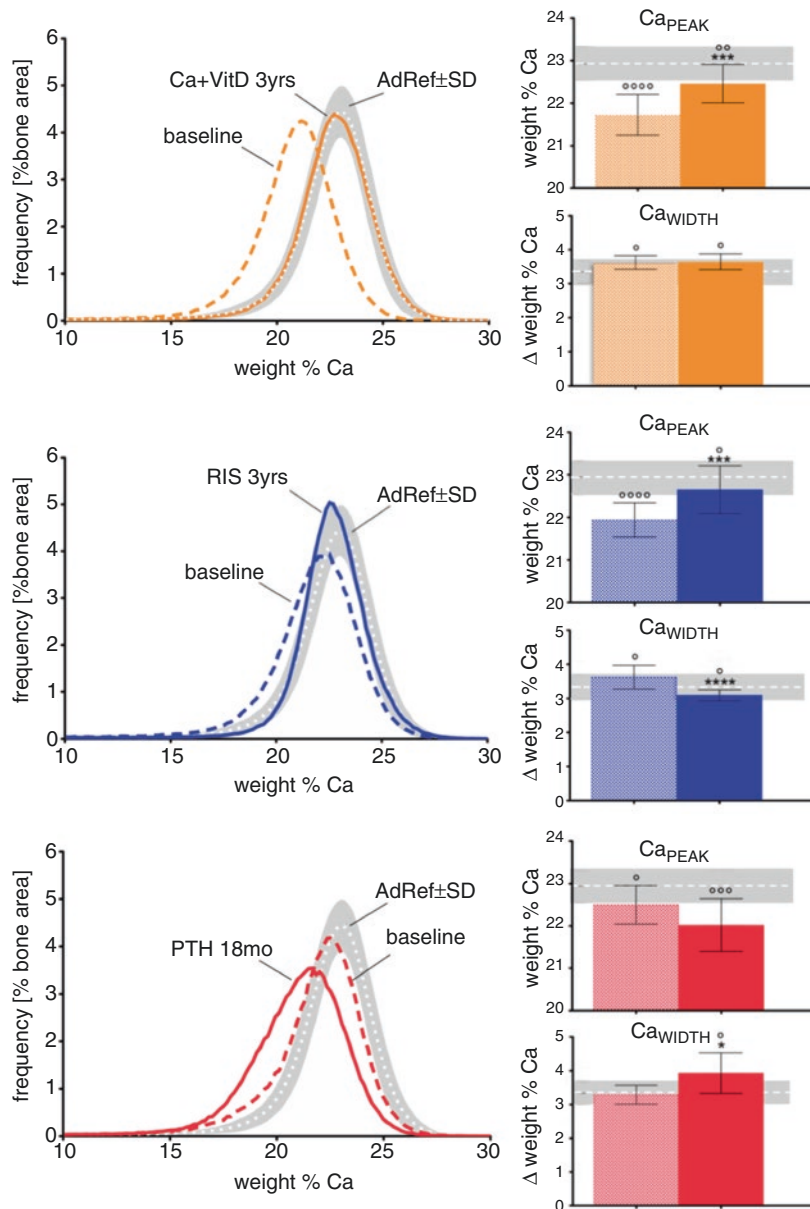 6
5
4
3
2
1
0
frequency [%bone area]
Ca+VitD 3yrs
AdRef±SD
baseline
10 15 20 25 30
weight % Ca
CaPEAK
24
23
22
21
20
weight % Ca
°°°°
°°
***
CaWIDTH
5
4
3
2
1
0
Δ weight % Ca
°
°
6
5
4
3
2
1
0
frequency [%bone area]
RIS 3yrs
AdRef±SD
baseline
10 15 20 25 30
weight % Ca
CaPEAK
24
23
22
21
20
weight % Ca
°°°°
°
***
CaWIDTH
5
4
3
2
1
0
Δ weight % Ca
°
°
****
6
5
4
3
2
1
0
frequency [% bone area]
AdRef±SD
baseline
PTH 18mo
10 15 20 25 30
weight % Ca
CaPEAK
24
23
22
21
20
weight % Ca
°
°°°
CaWIDTH
5
4
3
2
1
0
Δ weight % Ca
°
*